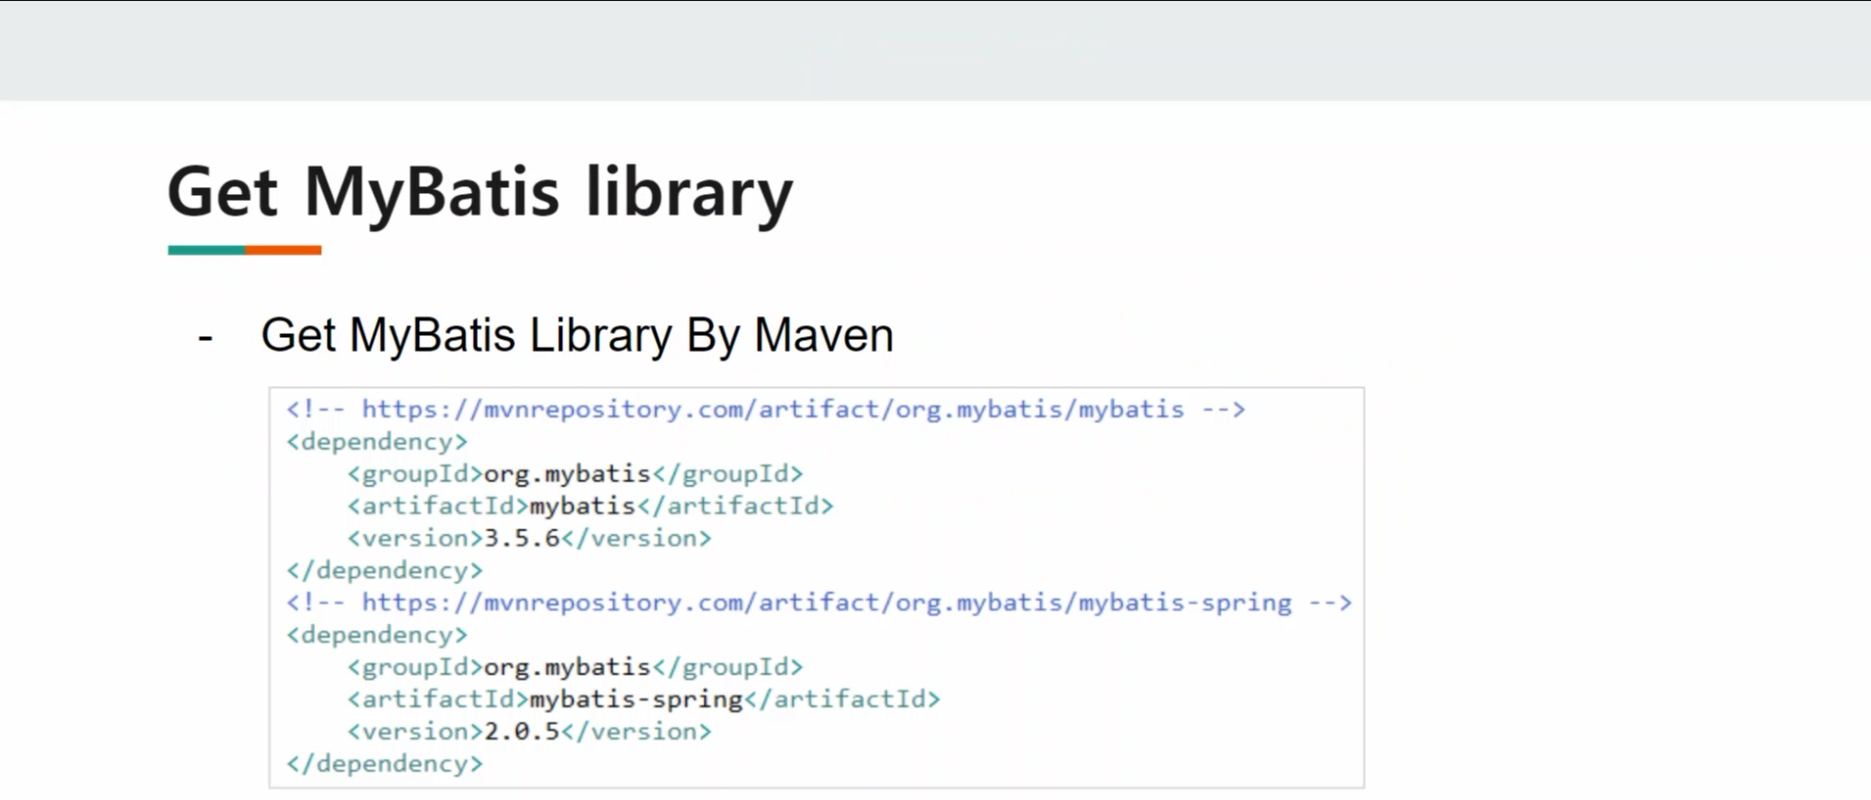 Get MyBatis library
- Get MyBatis Library By Maven
<!-- https://mvnrepository.com/artifact/org.mybatis/mybatis -->
<dependency>
    <groupId>org.mybatis</groupId>
    <artifactId>mybatis</artifactId>
    <version>3.5.6</version>
</dependency>
<!-- https://mvnrepository.com/artifact/org.mybatis/mybatis-spring -->
<dependency>
    <groupId>org.mybatis</groupId>
    <artifactId>mybatis-spring</artifactId>
    <version>2.0.5</version>
</dependency>